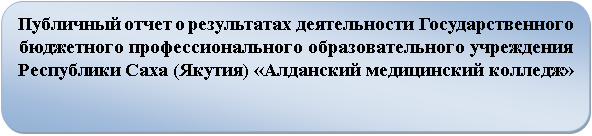 Публичный отчет о результатах деятельности Государственного
бюджетного профессионального образовательного учреждения
Республики Саха (Якутия) «Алданский медицинский колледж»